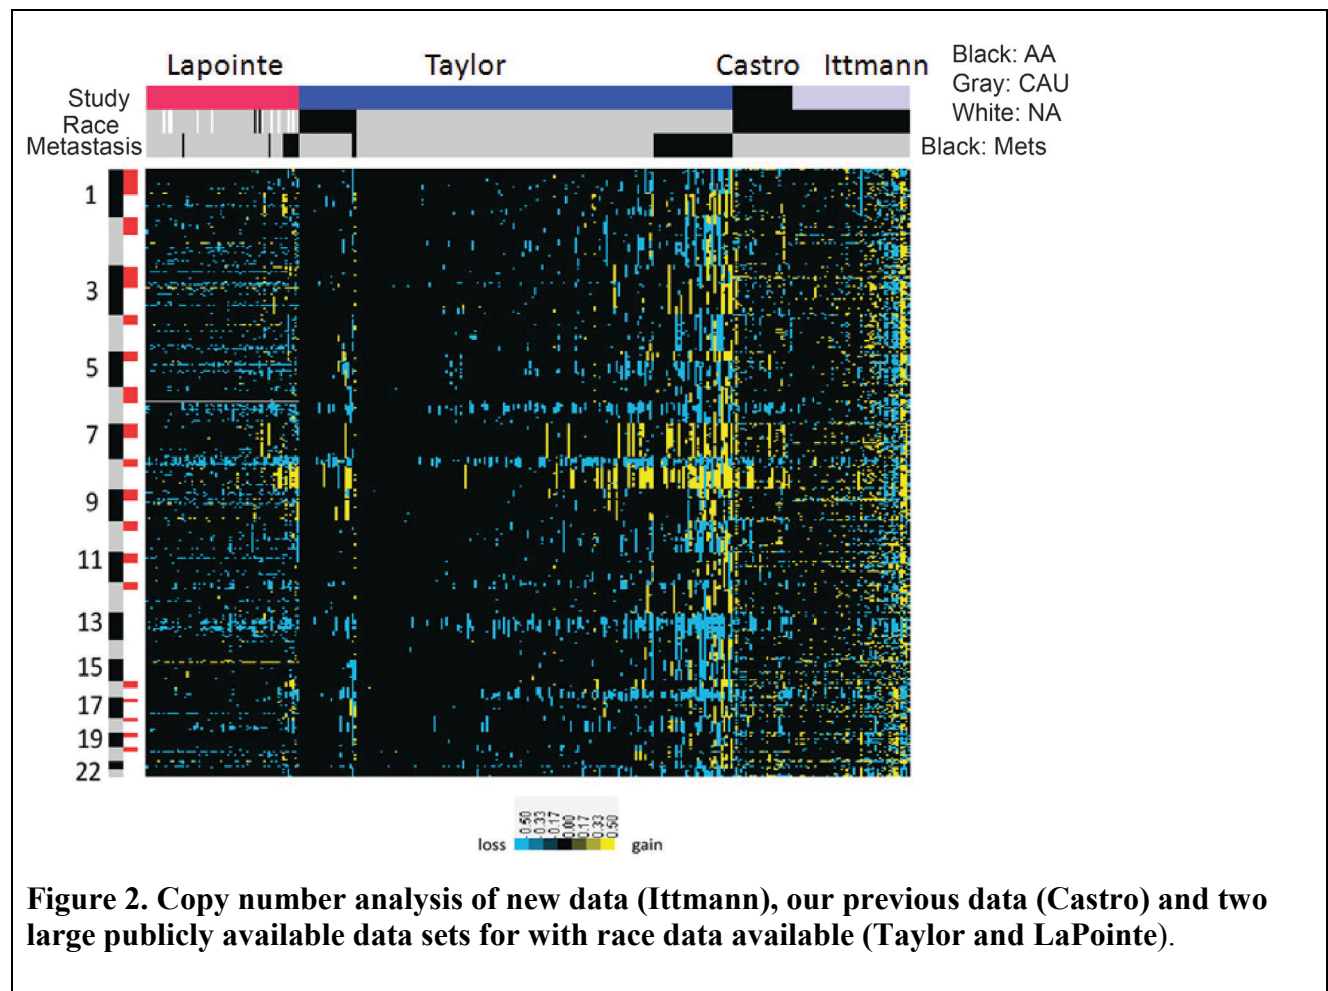 Lapointe Taylor Castro Ittmann
Black: AA
Gray: CAU
White: NA
Study
Race
Metastasis
Black: Mets
1
3
5
7
9
11
13
15
17
19
22
-0.50 -0.33 -0.17 0.00 0.17 0.33 0.50
loss gain
Figure 2. Copy number analysis of new data (Ittmann), our previous data (Castro) and two
large publicly available data sets for with race data available (Taylor and LaPointe).